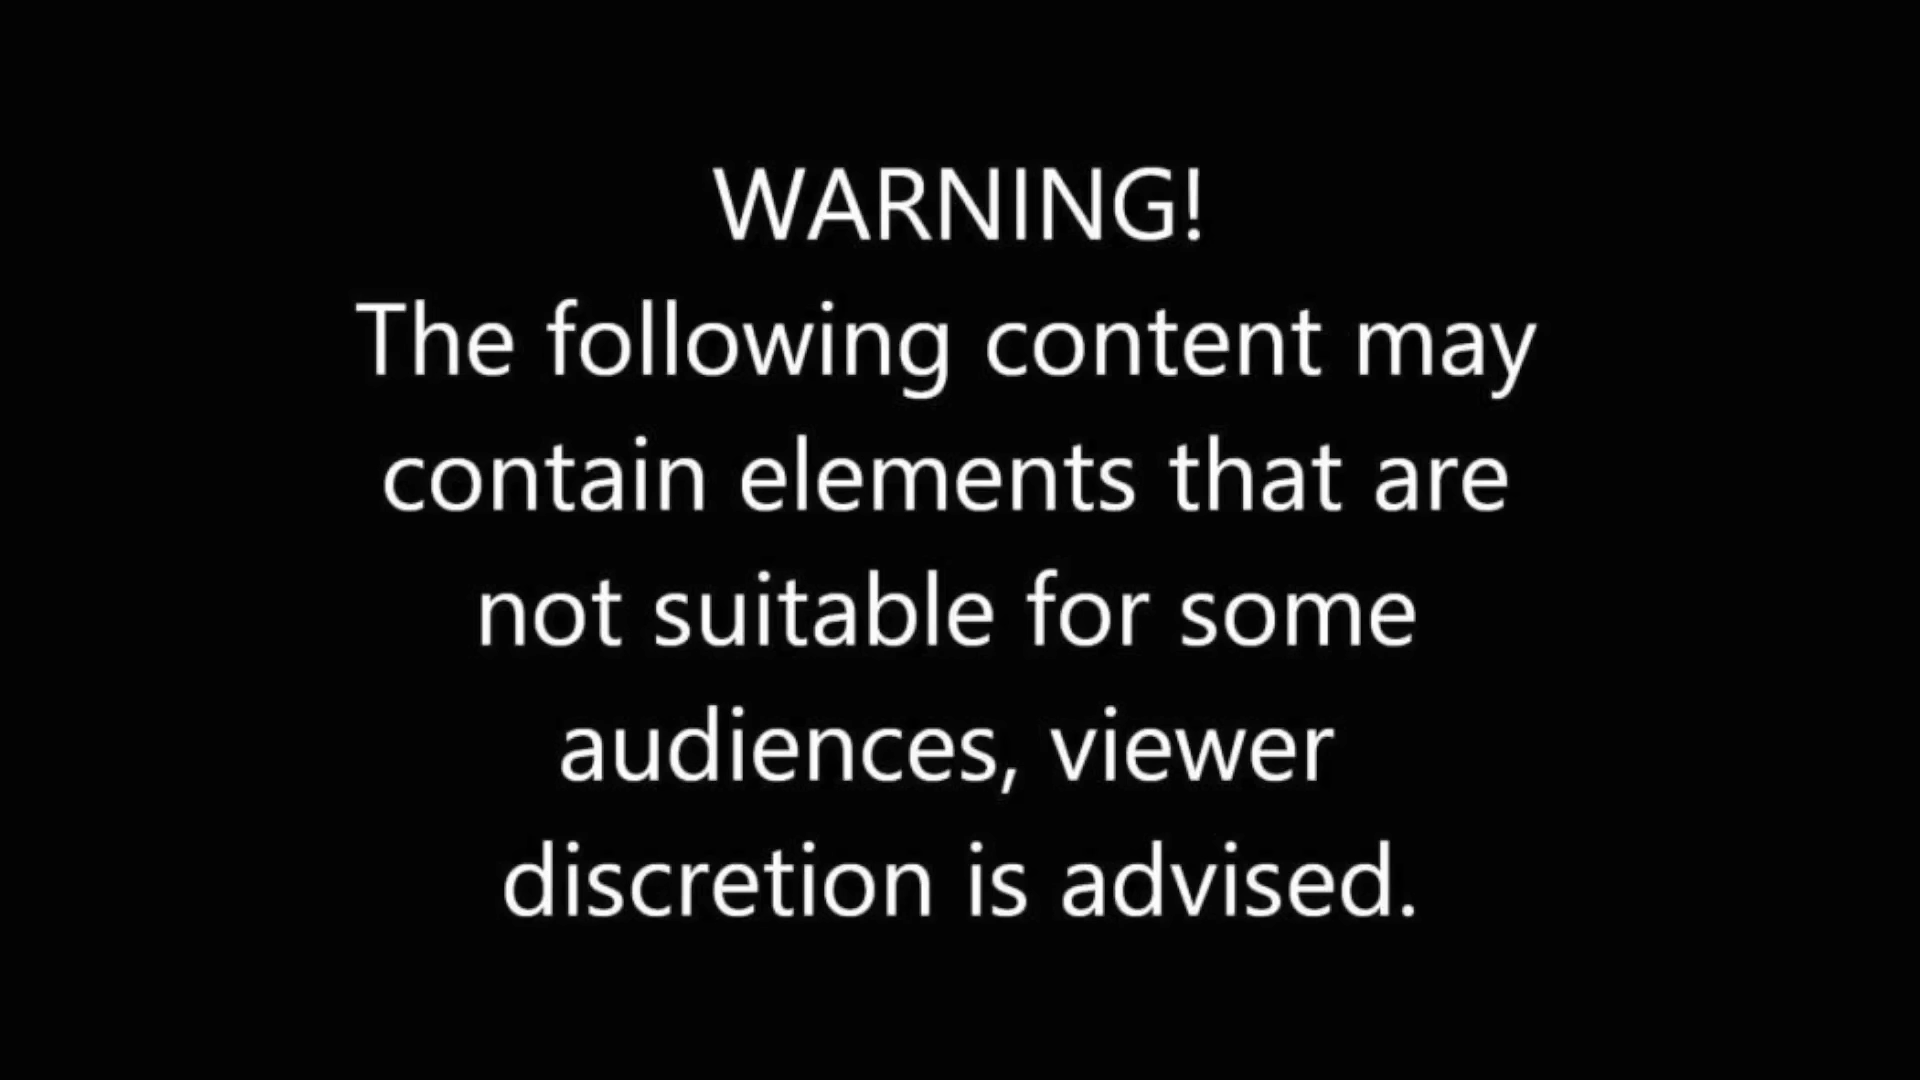 WARNING!
The following content may
contain elements that are
not suitable for some
audiences, viewer
discretion is advised.